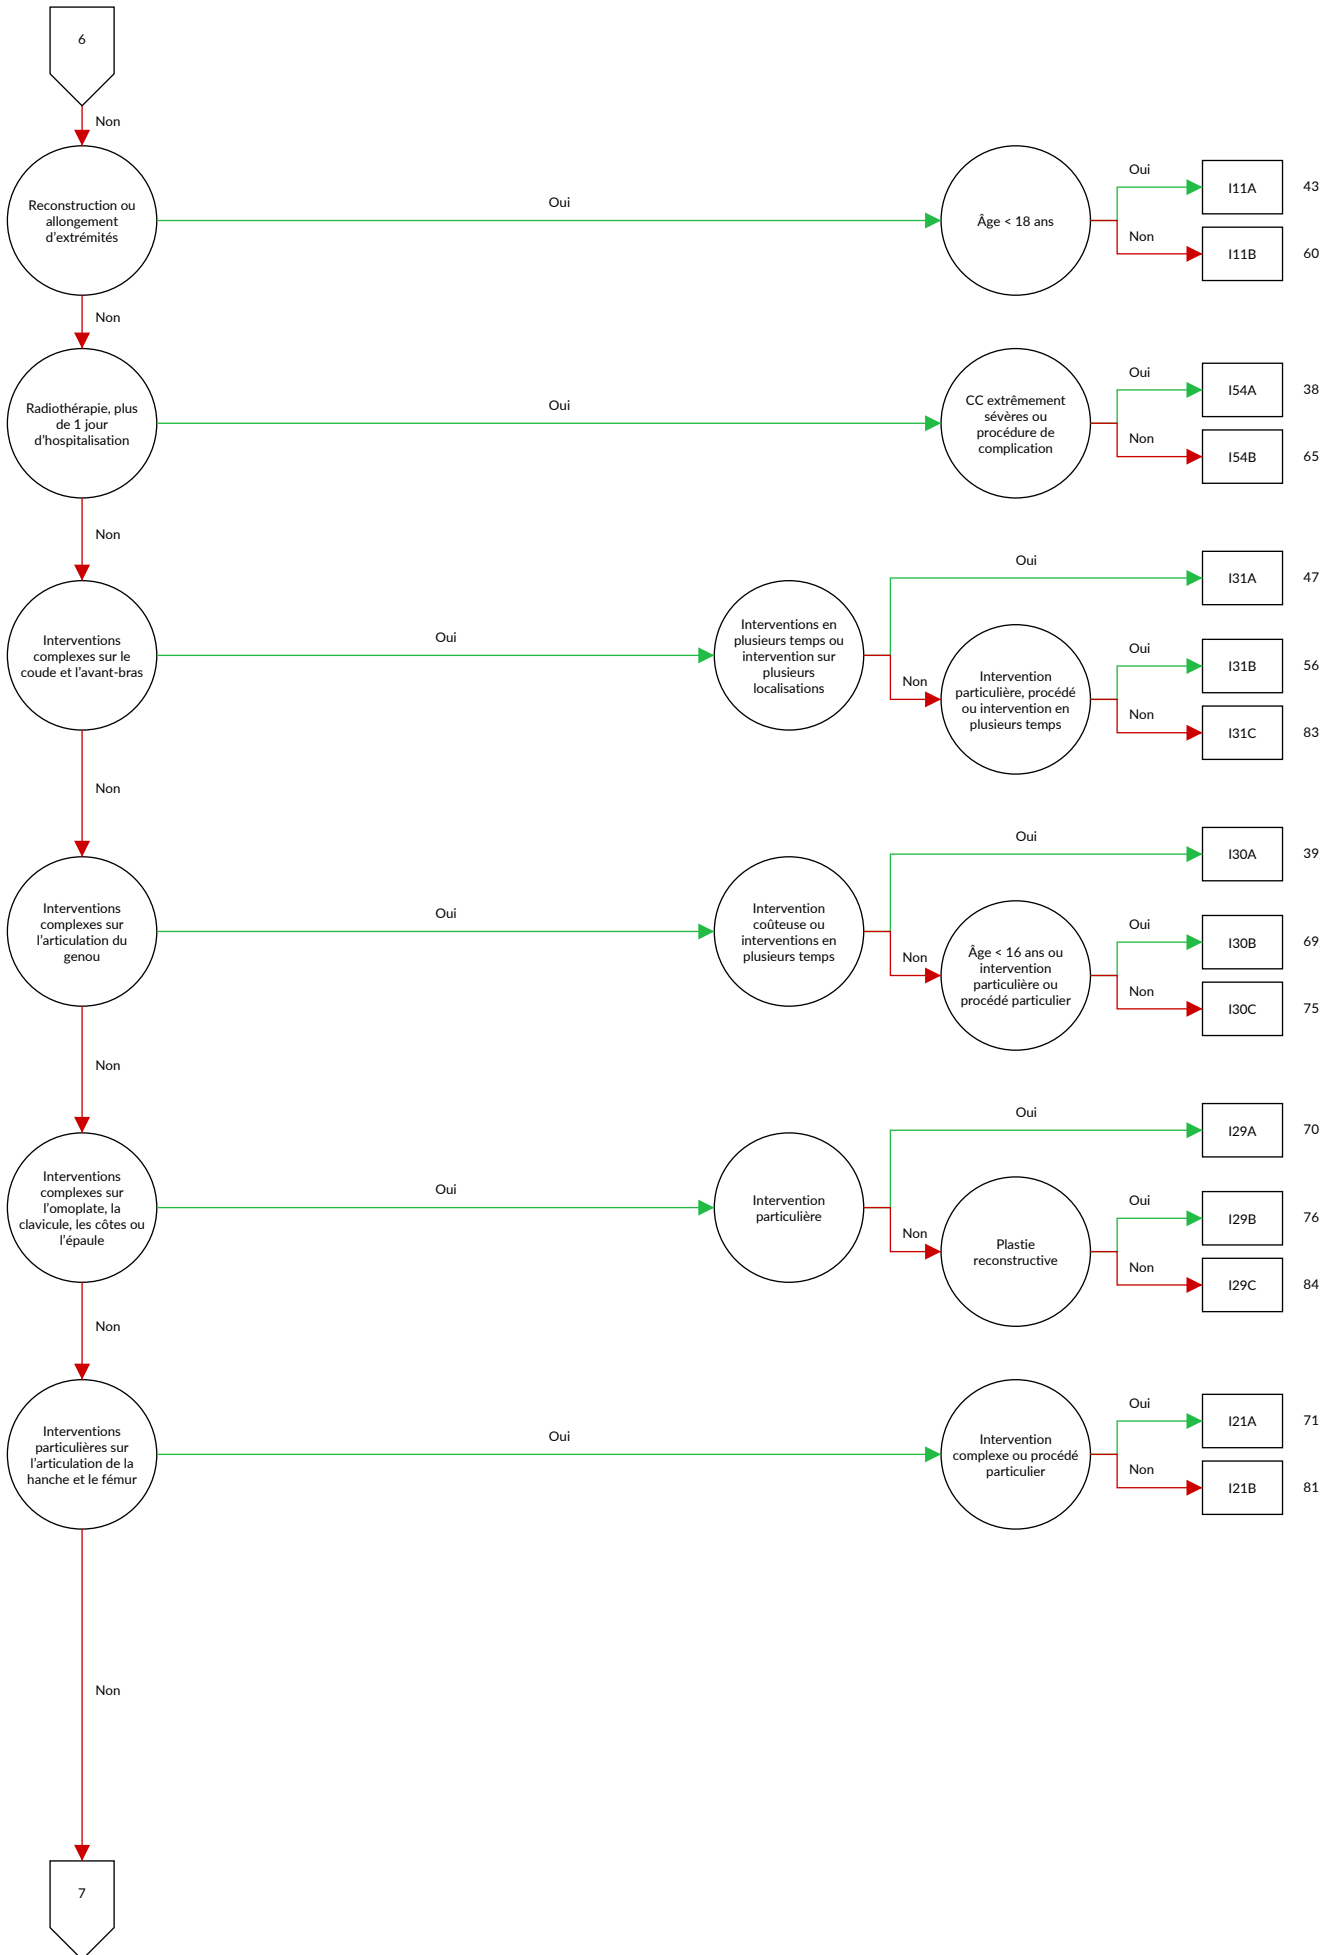 6
Non
Reconstruction ou
allongement
d'extrémités
Oui
Âge < 18 ans
Oui
I11A
43
Non
I11B
60
Non
Radiothérapie, plus
de 1 jour
d'hospitalisation
Oui
CC extrêmement
sévères ou
procédure de
complication
Oui
I54A
38
Non
I54B
65
Non
Interventions
complexes sur le
coude et l'avant-bras
Oui
Interventions en
plusieurs temps ou
intervention sur
plusieurs
localisations
Oui
I31A
47
Non
Intervention
particulière, procédé
ou intervention en
plusieurs temps
Oui
I31B
56
Non
I31C
83
Non
Interventions
complexes sur
l'articulation du
genou
Oui
Intervention
coûteuse ou
interventions en
plusieurs temps
Oui
I30A
39
Non
Âge < 16 ans ou
intervention
particulière ou
procédé particulier
Oui
I30B
69
Non
I30C
75
Non
Interventions
complexes sur
l'omoplate, la
clavicule, les côtes ou
l'épaule
Oui
Intervention
particulière
Oui
I29A
70
Non
Plastie
reconstructive
Oui
I29B
76
Non
I29C
84
Non
Interventions
particulières sur
l'articulation de la
hanche et le fémur
Oui
Intervention
complexe ou procédé
particulier
Oui
I21A
71
Non
I21B
81
Non
7